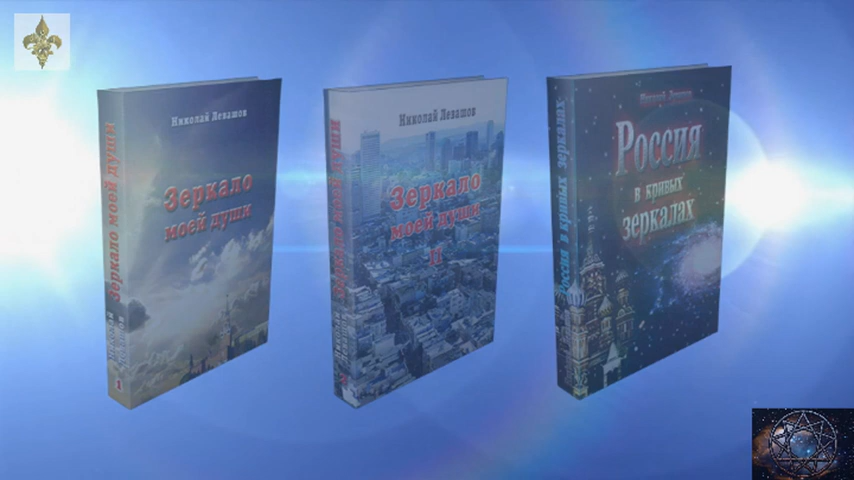 Николай Левашов
Зеркало
моей души
Зеркало моей души
1
Николай Левашов
Зеркало
моей души
II
Зеркало моей души
Россия
в кривых
зеркалах
Россия в кривых зеркалах